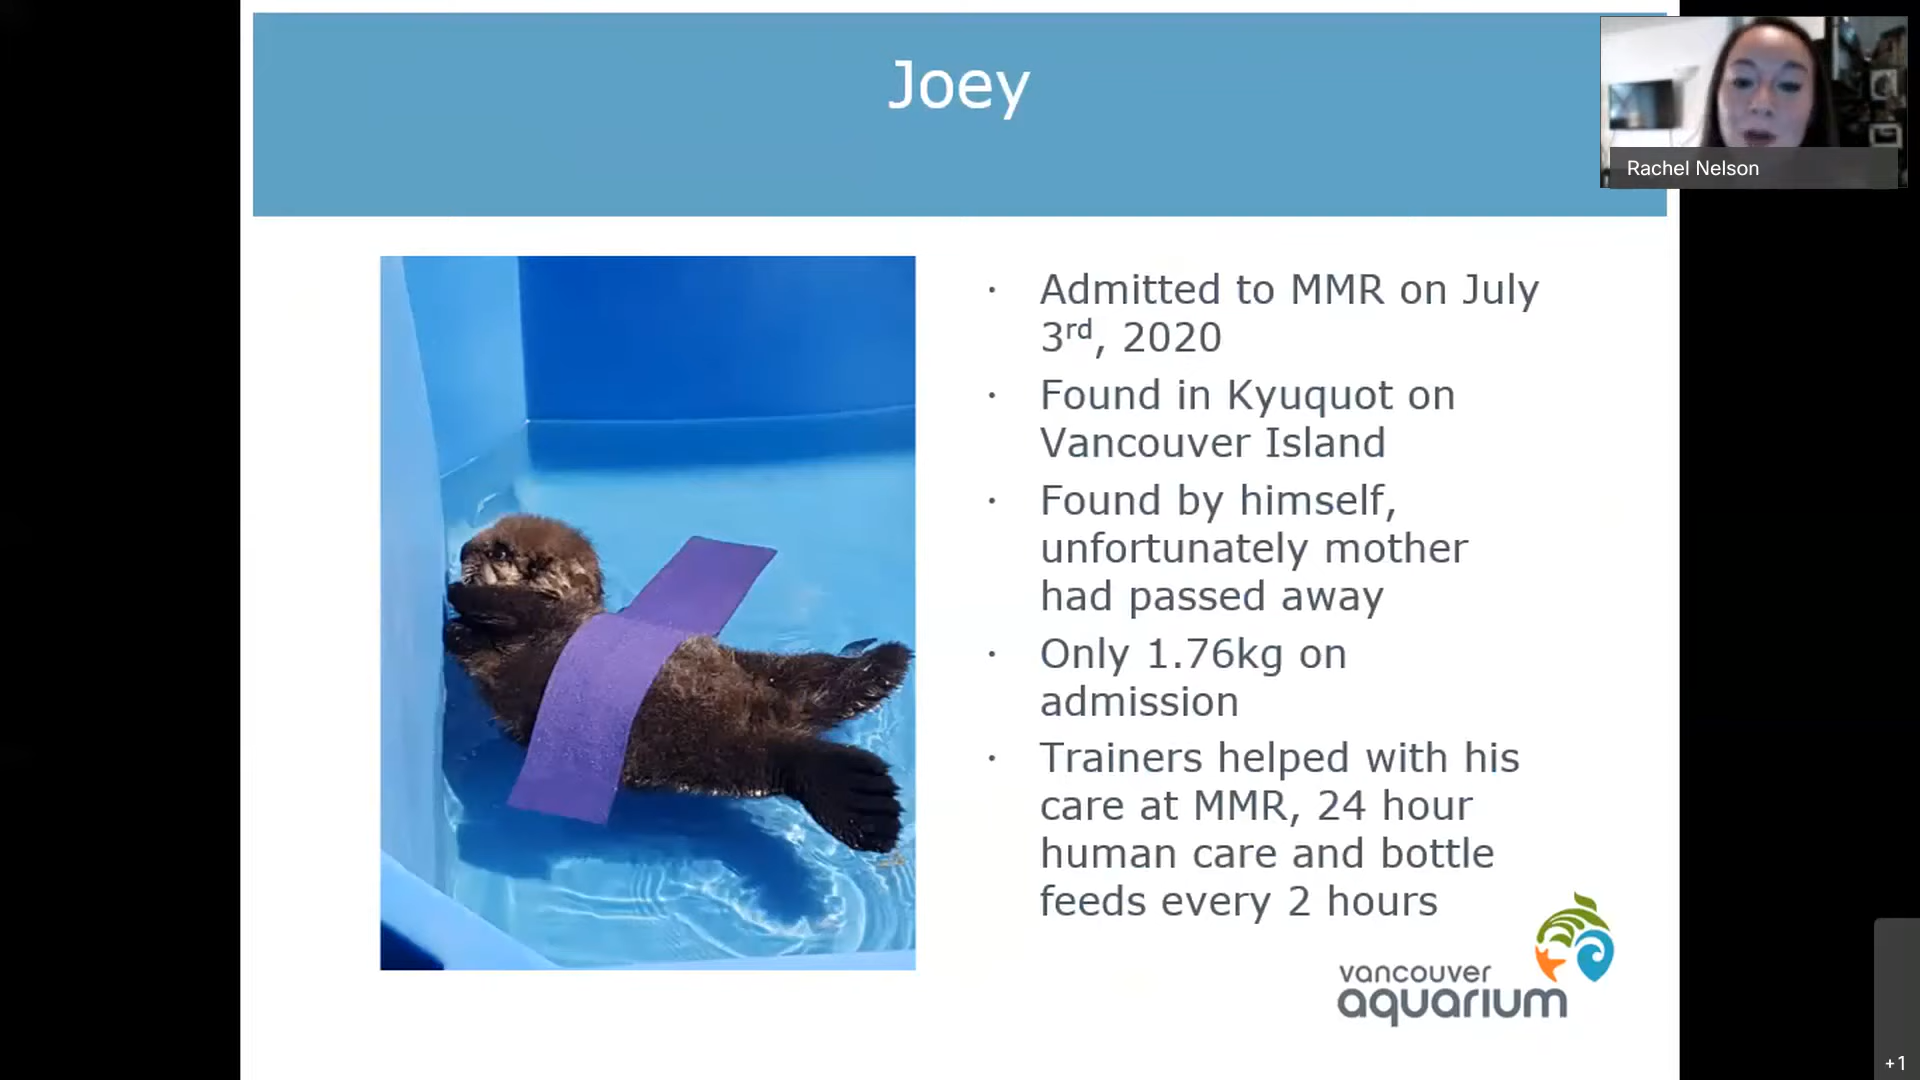 Joey
Rachel Nelson
· Admitted to MMR on July
3rd, 2020
· Found in Kyuquot on
Vancouver Island
· Found by himself,
unfortunately mother
had passed away
· Only 1.76kg on
admission
· Trainers helped with his
care at MMR, 24 hour
human care and bottle
feeds every 2 hours
vancouver
aquarium
+1